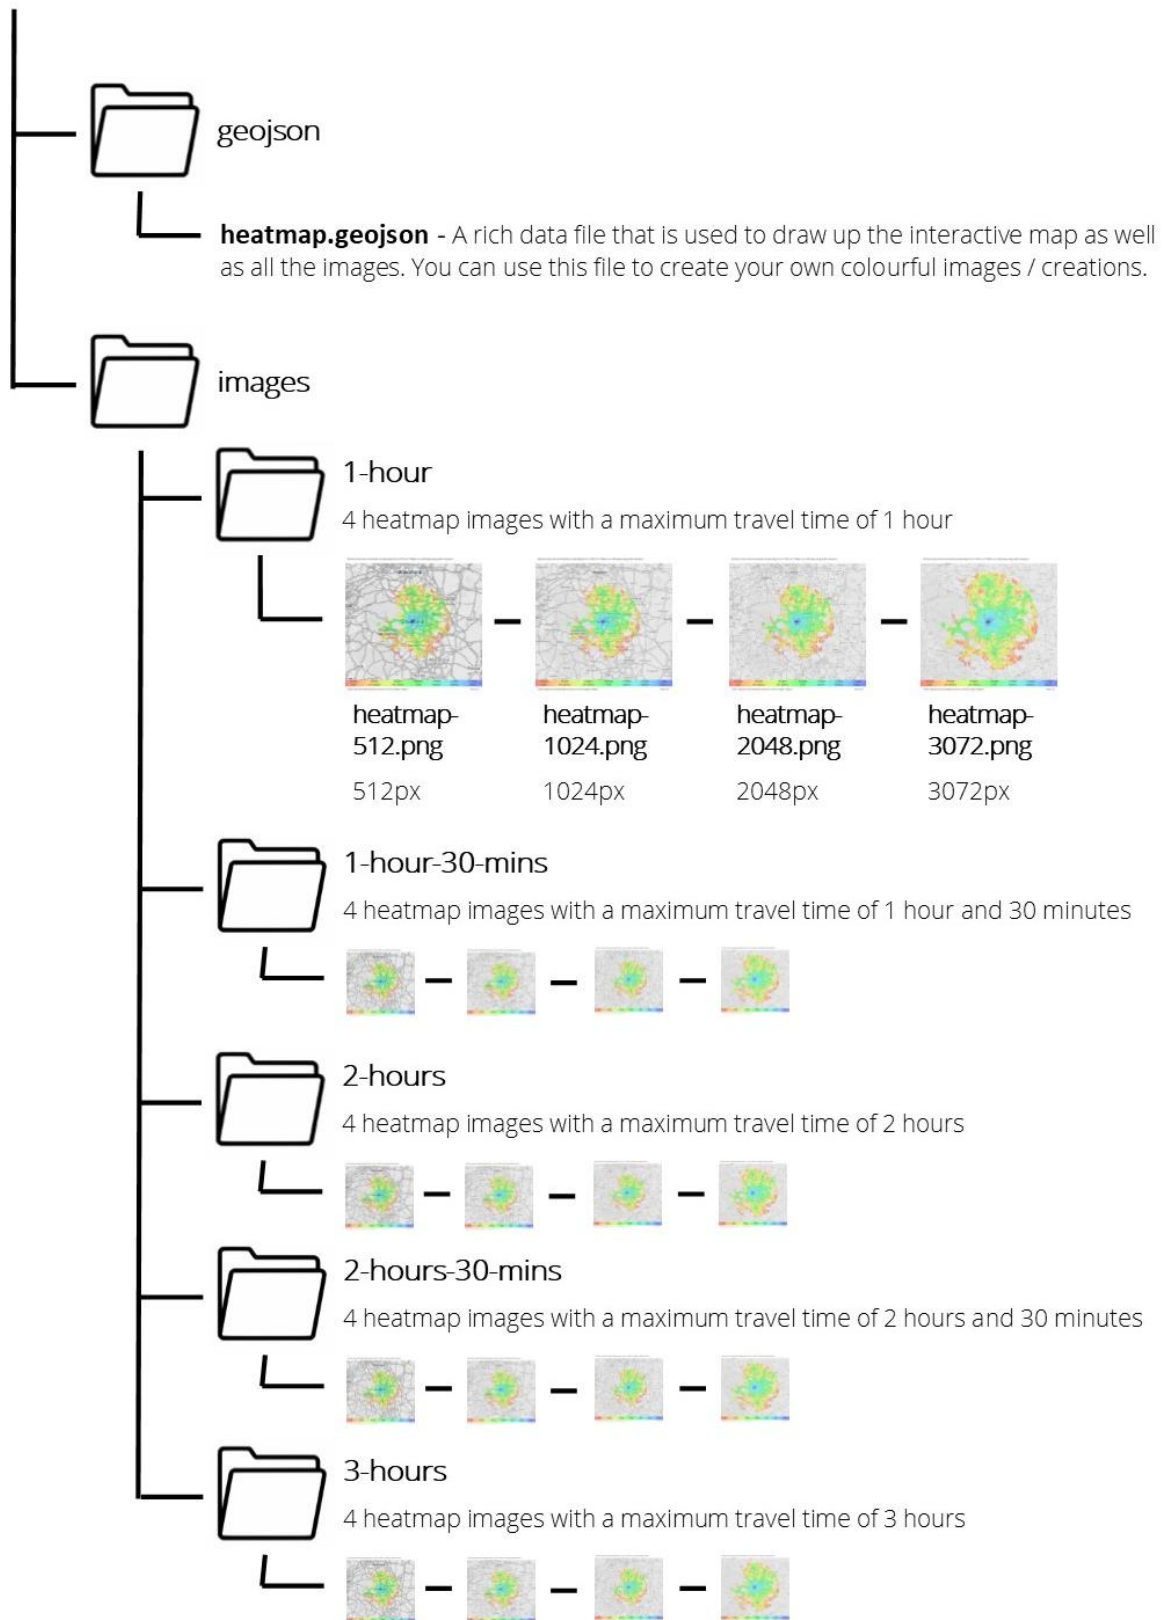 geojson
heatmap.geojson - A rich data file that is used to draw up the interactive map as well
as all the images. You can use this file to create your own colourful images / creations.
images
1-hour
4 heatmap images with a maximum travel time of 1 hour
heatmap-
512.png
512px
heatmap-
1024.png
1024px
heatmap-
2048.png
2048px
heatmap-
3072.png
3072px
1-hour-30-mins
4 heatmap images with a maximum travel time of 1 hour and 30 minutes
2-hours
4 heatmap images with a maximum travel time of 2 hours
2-hours-30-mins
4 heatmap images with a maximum travel time of 2 hours and 30 minutes
3-hours
4 heatmap images with a maximum travel time of 3 hours